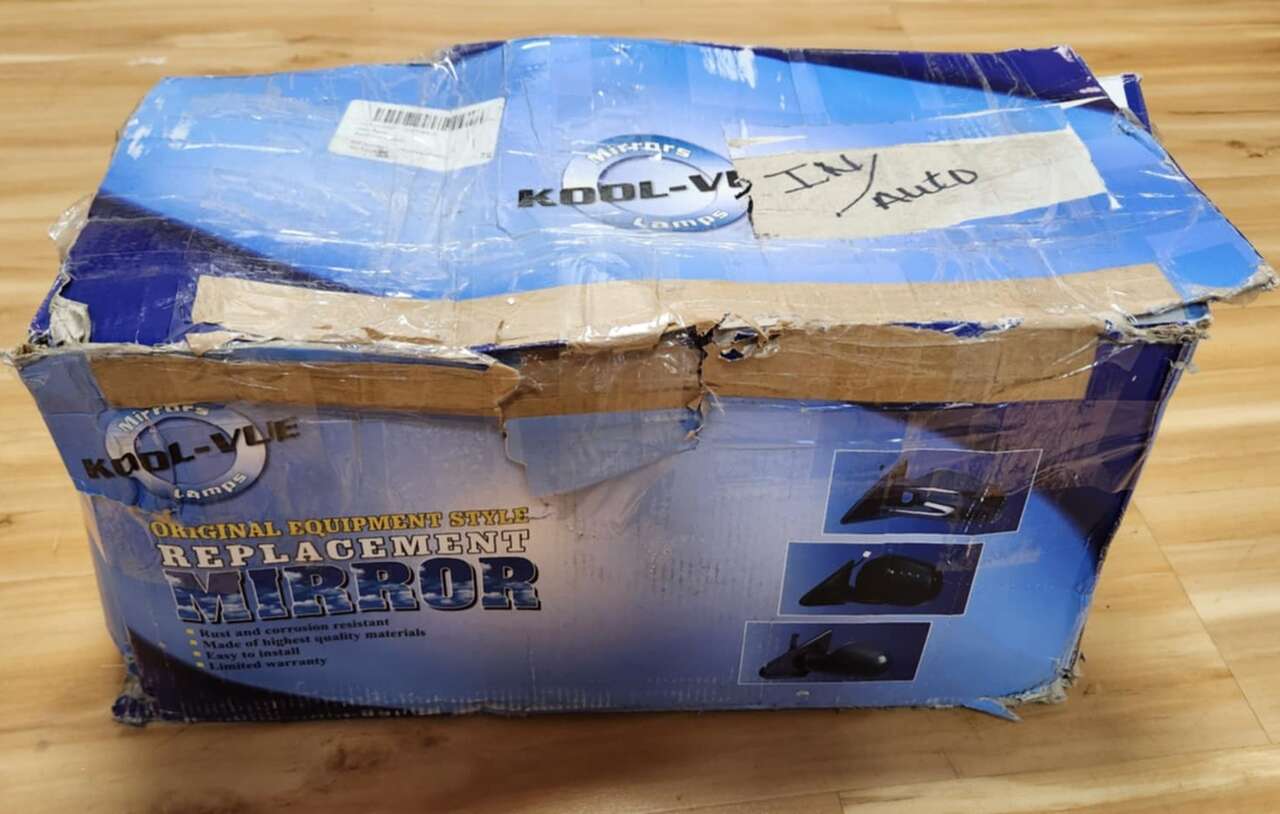 Mirrors
KOOL-VUE
Lamps
IN/
Auto
Mirrors
KOOL-VUE
Lamps
ORIGINAL EQUIPMENT STYLE
REPLACEMENT
MIRROR
Rust and corrosion resistant
Made of highest quality materials
Easy to install
Limited warranty